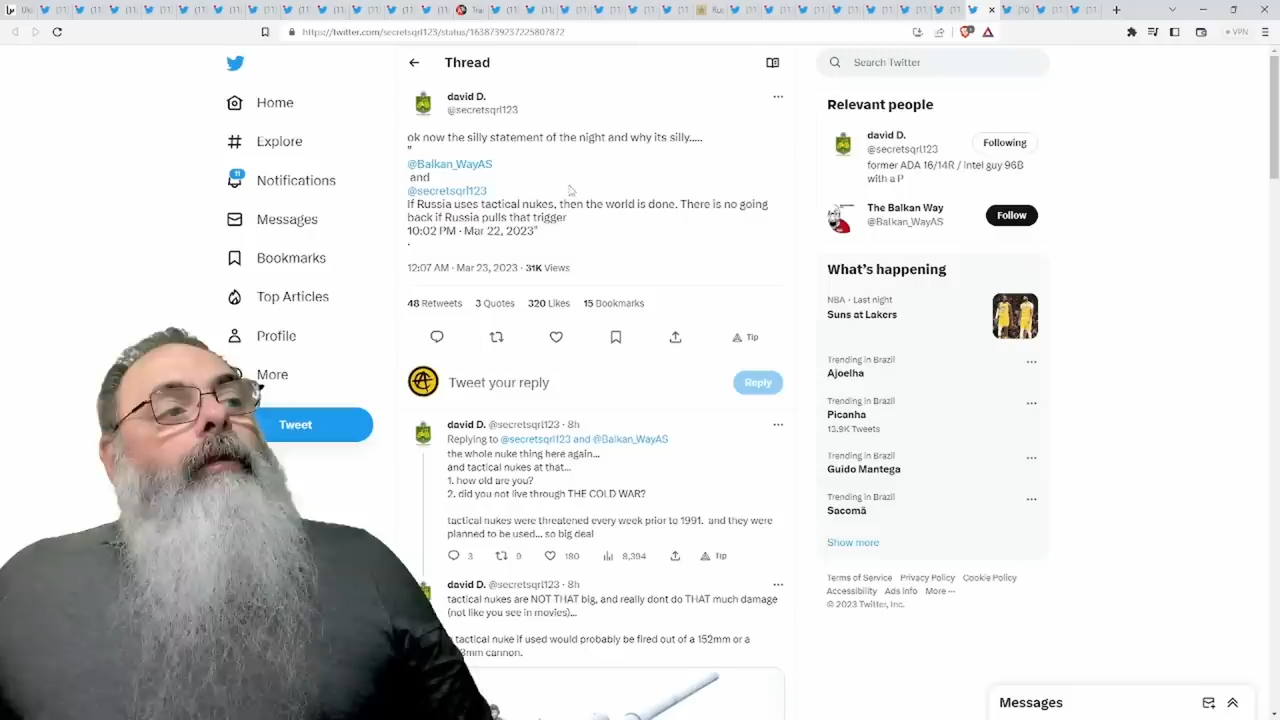 https://twitter.com/secretsqrl123/status/1638739237225807872
VPN
Home
Explore
11
Notifications
Messages
Bookmarks
Top Articles
Profile
More
Tweet
Thread
david D.
@secretsqrl123
ok now the silly statement of the night and why its silly.....
"
@Balkan_WayAS
and
@secretsqrl123
If Russia uses tactical nukes, then the world is done. There is no going
back if Russia pulls that trigger
10:02 PM · Mar 22, 2023"
.
12:07 AM · Mar 23, 2023 · 31K Views
48 Retweets 3 Quotes 320 Likes 15 Bookmarks
Tip
Tweet your reply
Reply
david D. @secretsqrl123 · 8h
Replying to @secretsqrl123 and @Balkan_WayAS
the whole nuke thing here again...
and tactical nukes at that...
1. how old are you?
2. did you not live through THE COLD WAR?
tactical nukes were threatened every week prior to 1991. and they were
planned to be used... so big deal
3 9 180 8,394 Tip
david D. @secretsqrl123 · 8h
tactical nukes are NOT THAT big, and really dont do THAT much damage
(not like you see in movies)...
tactical nuke if used would probably be fired out of a 152mm or a
mm cannon.
Search Twitter
Relevant people
david D.
@secretsqrl123
Following
former ADA 16/14R / Intel guy 96B
with a P
The Balkan Way
@Balkan_WayAS
Follow
What's happening
NBA · Last night
Suns at Lakers
Trending in Brazil
Ajoelha
Trending in Brazil
Picanha
13.9K Tweets
Trending in Brazil
Guido Mantega
Trending in Brazil
Sacomã
Show more
Terms of Service Privacy Policy Cookie Policy
Accessibility Ads Info More ...
© 2023 Twitter, Inc.
Messages